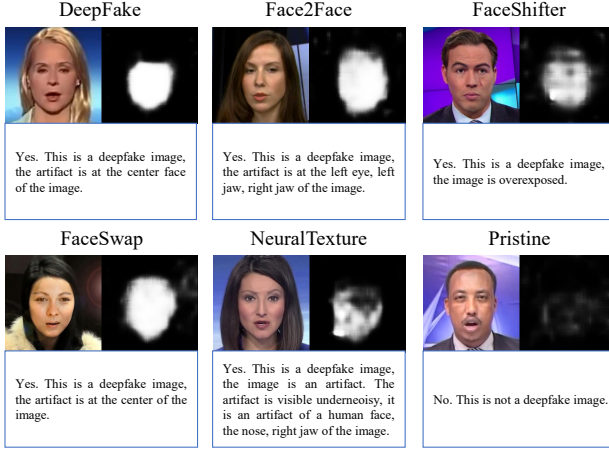 DeepFake
Face2Face
FaceShifter
Yes. This is a deepfake image,
the artifact is at the center face
of the image.
Yes. This is a deepfake image,
the artifact is at the left eye, left
jaw, right jaw of the image.
Yes. This is a deepfake image,
the image is overexposed.
FaceSwap
NeuralTexture
Pristine
Yes. This is a deepfake image,
the artifact is at the center of the
image.
Yes. This is a deepfake image,
the image is an artifact. The
artifact is visible underneoisy, it
is an artifact of a human face,
the nose, right jaw of the image.
No. This is not a deepfake image.